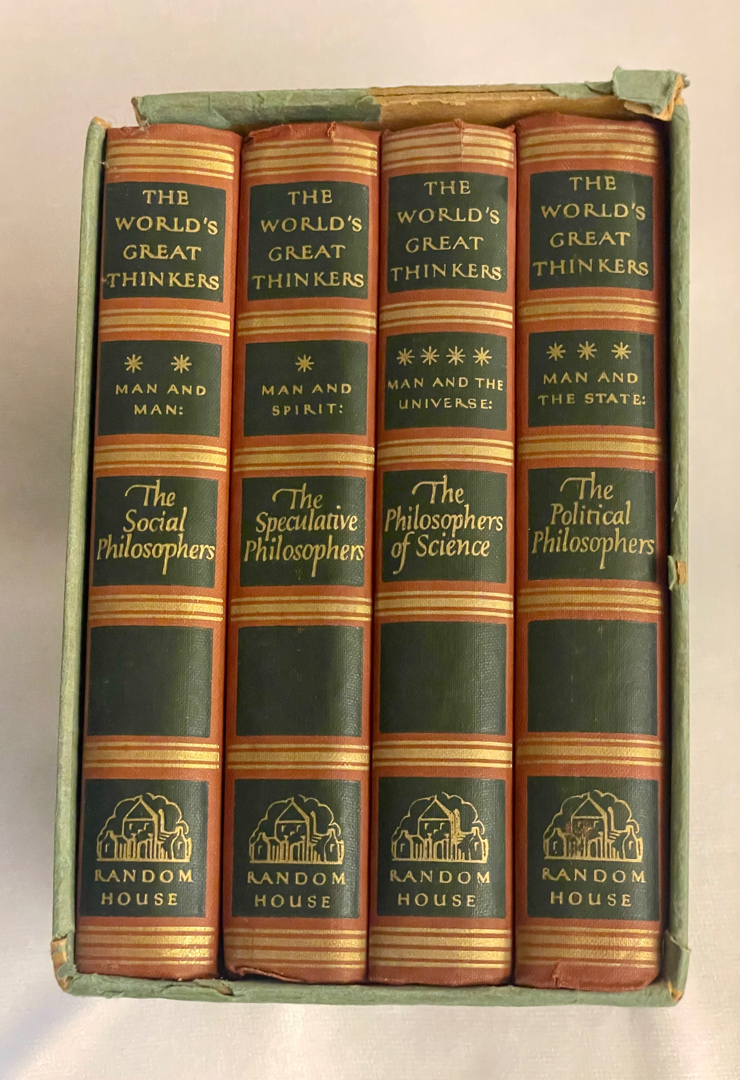 THE
WORLD'S
GREAT
THINKERS
MAN AND
MAN:
The
Social
Philosophers
RANDOM
HOUSE
THE
WORLD'S
GREAT
THINKERS
MAN AND
SPIRIT:
The
Speculative
Philosophers
RANDOM
HOUSE
THE
WORLD'S
GREAT
THINKERS
MAN AND THE
UNIVERSE:
The
Philosophers
of Science
RANDOM
HOUSE
THE
WORLD'S
GREAT
THINKERS
MAN AND
THE STATE:
The
Political
Philosophers
RANDOM
HOUSE